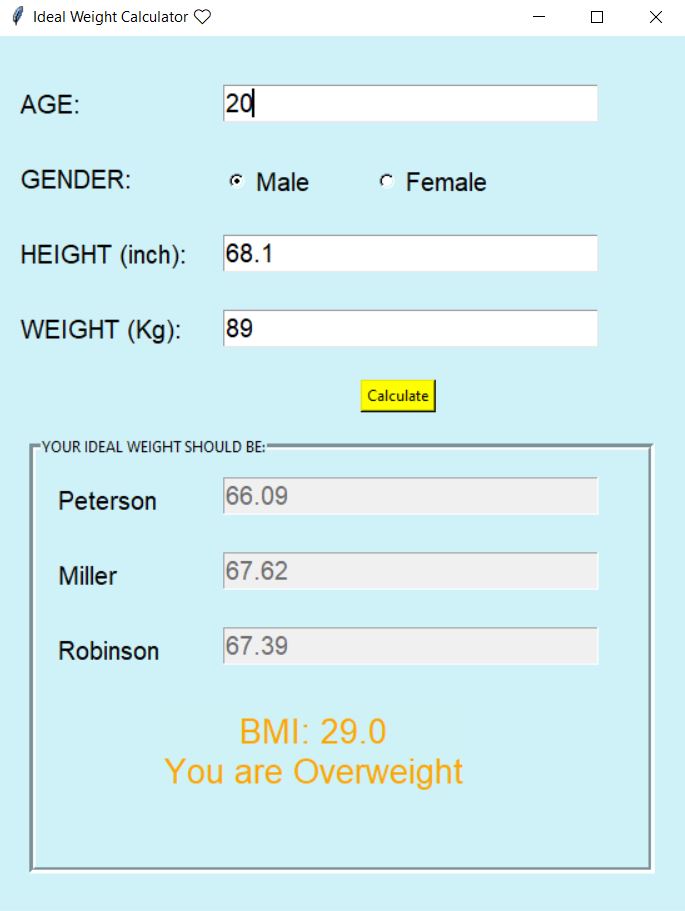 Ideal Weight Calculator ♡
AGE: 20
GENDER: Male Female
HEIGHT (inch): 68.1
WEIGHT (Kg): 89
Calculate
YOUR IDEAL WEIGHT SHOULD BE:
Peterson 66.09
Miller 67.62
Robinson 67.39
BMI: 29.0
You are Overweight